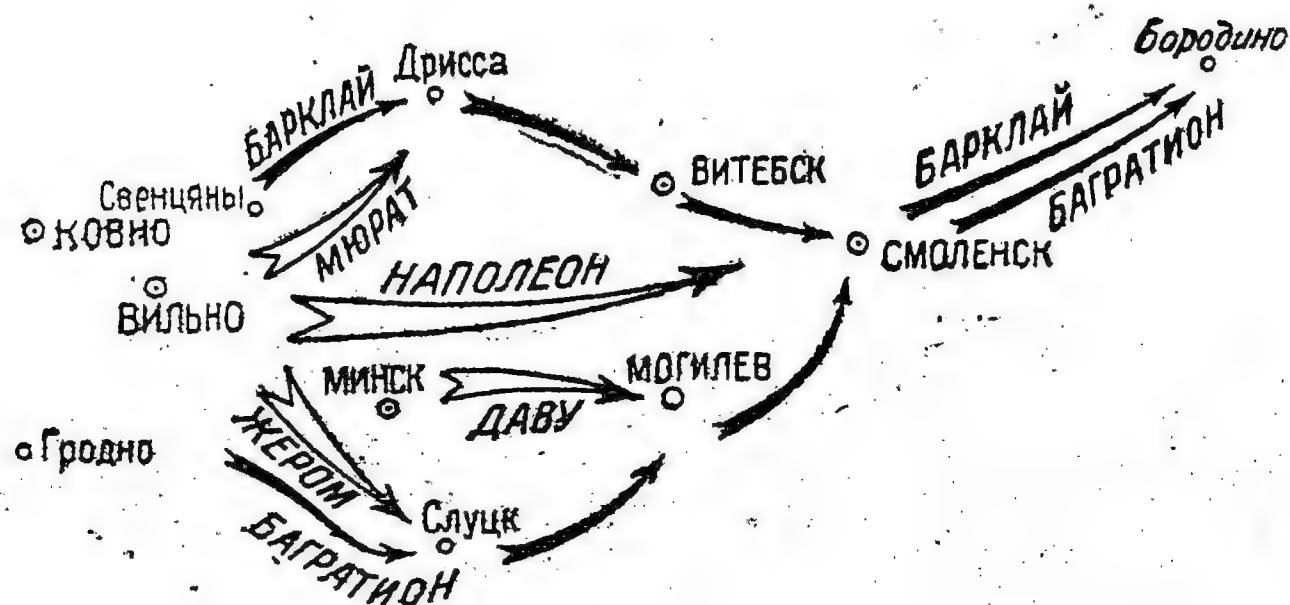 Бородино
Дрисса
БАРКЛАЙ
БАРКЛАЙ
БАГРАТИОН
ВИТЕБСК
Свенцяны
КОВНО
МЮРАТ
СМОЛЕНСК
НАПОЛЕОН
ВИЛЬНО
МИНСК
МОГИЛЕВ
ДАВУ
Гродно
ЖЕРОМ
Слуцк
БАГРАТИОН